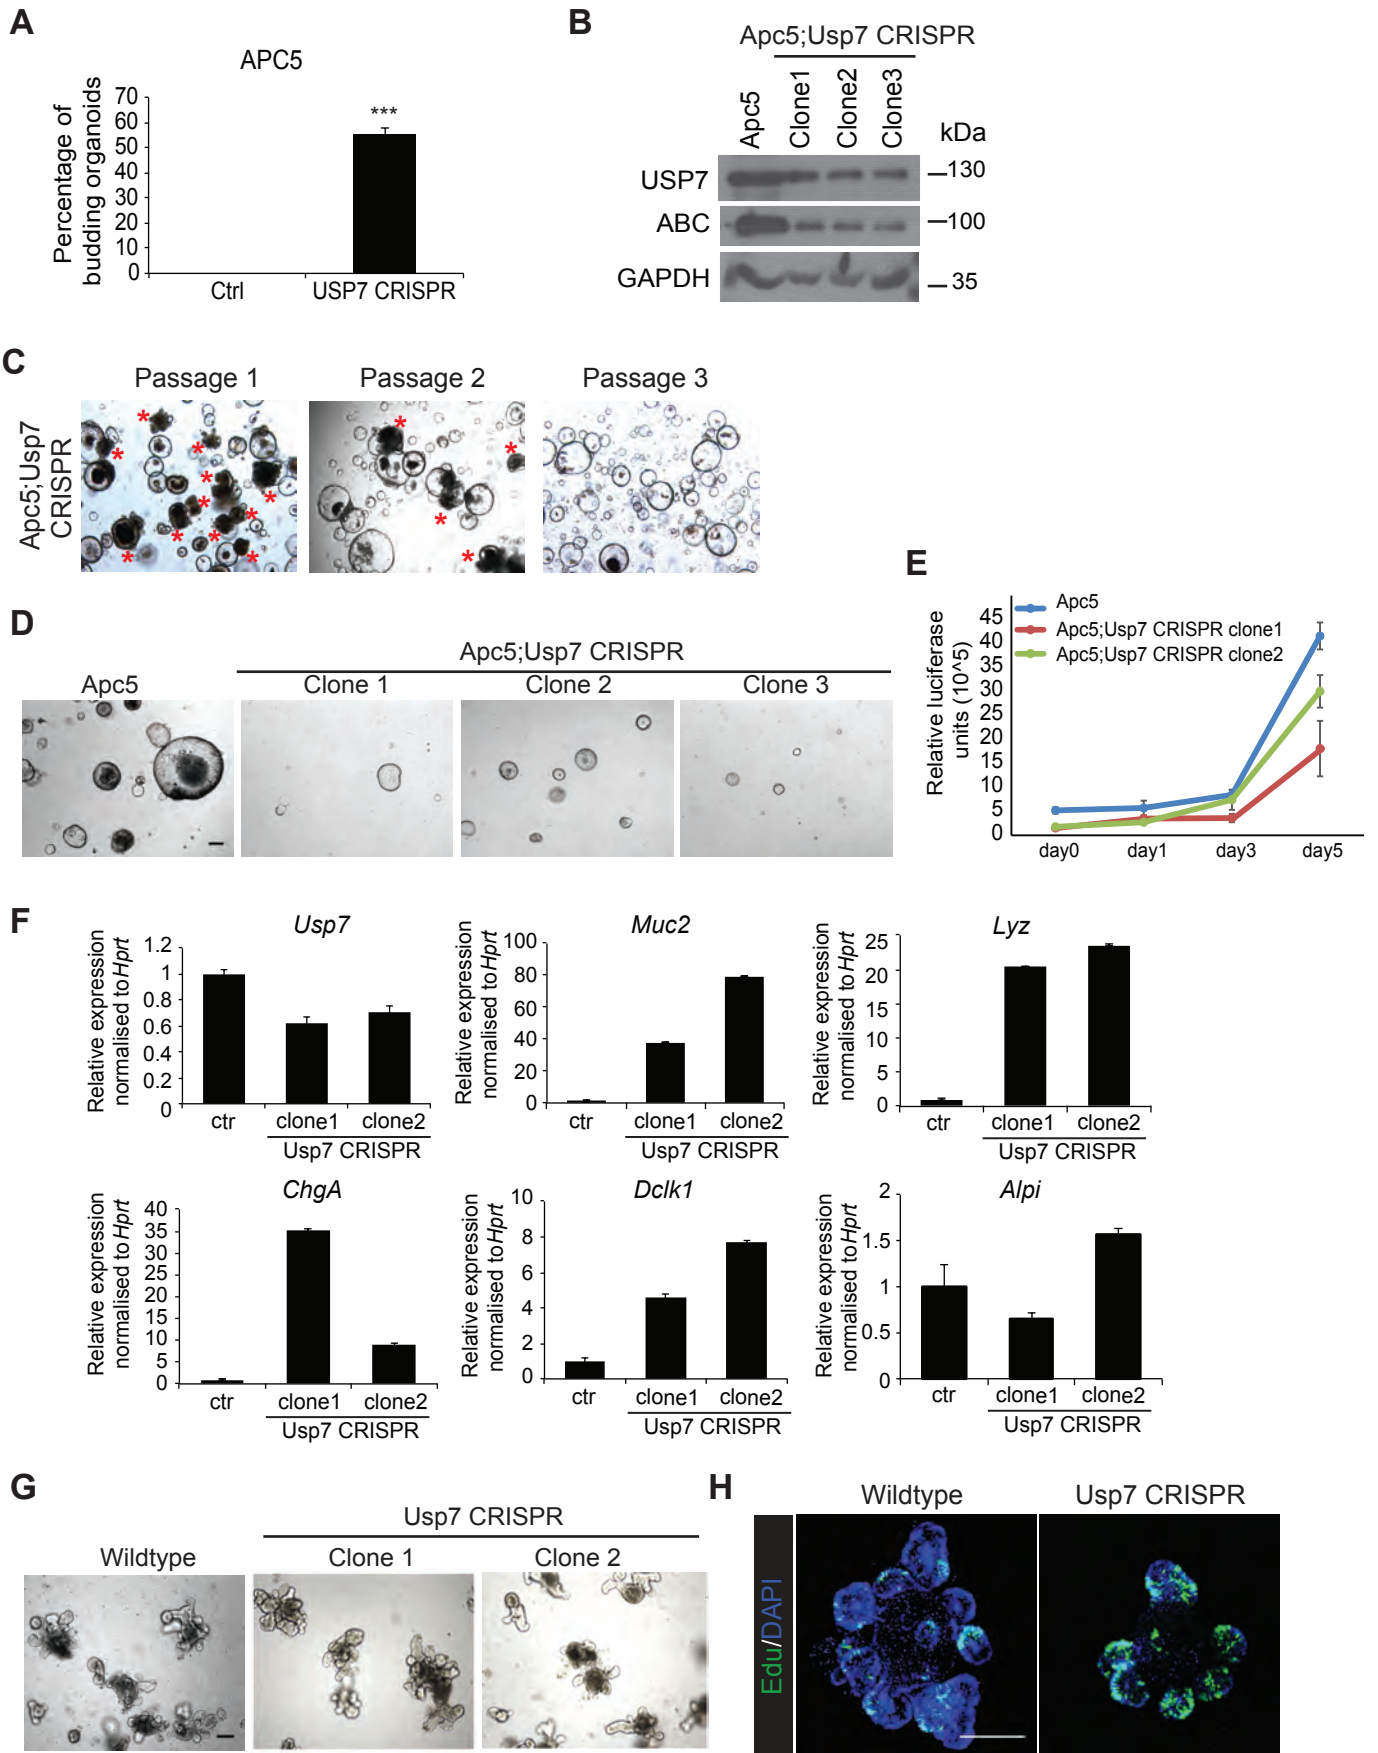 A
APC5
Percentage of
budding organoids
70
60
50
40
30
20
10
0
***
Ctrl
USP7 CRISPR
B
Apc5;Usp7 CRISPR
Apc5
Clone1
Clone2
Clone3
kDa
USP7
130
ABC
100
GAPDH
35
C
Passage 1
Passage 2
Passage 3
Apc5;Usp7
CRISPR
* * * * * * * * * * *
* * * *
D
Apc5;Usp7 CRISPR
Apc5
Clone 1
Clone 2
Clone 3
E
Relative luciferase
units (10^5)
45
40
35
30
25
20
15
10
5
0
Apc5
Apc5;Usp7 CRISPR clone1
Apc5;Usp7 CRISPR clone2
day0
day1
day3
day5
F
Usp7
Relative expression
normalised to Hprt
1.2
1
0.8
0.6
0.4
0.2
0
ctr
clone1
clone2
Usp7 CRISPR
Muc2
Relative expression
normalised to Hprt
100
80
60
40
20
0
ctr
clone1
clone2
Usp7 CRISPR
Lyz
Relative expression
normalised to Hprt
25
20
15
10
5
0
ctr
clone1
clone2
Usp7 CRISPR
ChgA
Relative expression
normalised to Hprt
40
35
30
25
20
15
10
5
0
ctr
clone1
clone2
Usp7 CRISPR
Dclk1
Relative expression
normalised to Hprt
10
8
6
4
2
0
ctr
clone1
clone2
Usp7 CRISPR
Alpi
Relative expression
normalised to Hprt
2
1.5
1
0.5
0
ctr
clone1
clone2
Usp7 CRISPR
G
Usp7 CRISPR
Wildtype
Clone 1
Clone 2
H
Wildtype
Usp7 CRISPR
Edu/DAPI